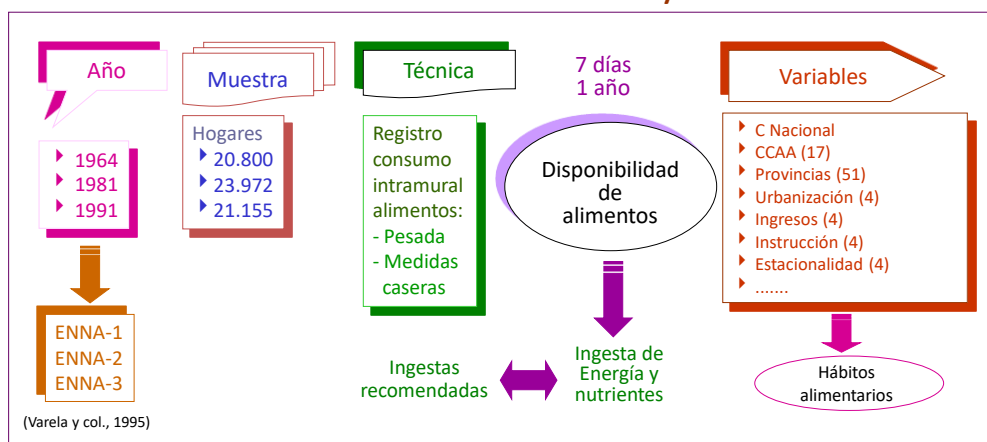 Año
1964
1981
1991
ENNA-1
ENNA-2
ENNA-3
(Varela y col., 1995)
Muestra
Hogares
20.800
23.972
21.155
Técnica
Registro
consumo
intramural
alimentos:
- Pesada
- Medidas
caseras
7 días
1 año
Disponibilidad
de
alimentos
Ingestas
recomendadas
Ingesta de
Energía y
nutrientes
Variables
C Nacional
CCAA (17)
Provincias (51)
Urbanización (4)
Ingresos (4)
Instrucción (4)
Estacionalidad (4)
.......
Hábitos
alimentarios